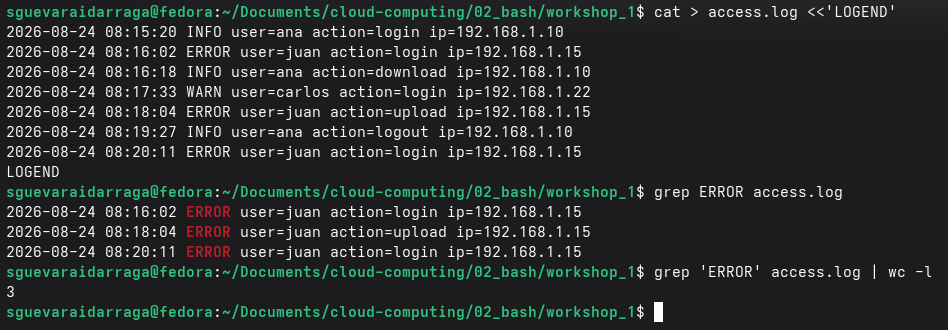 sguevaraidarraga@fedora:~/Documents/cloud-computing/02_bash/workshop_1$ cat > access.log <<'LOGEND'
2026-08-24 08:15:20 INFO user=ana action=login ip=192.168.1.10
2026-08-24 08:16:02 ERROR user=juan action=login ip=192.168.1.15
2026-08-24 08:16:18 INFO user=ana action=download ip=192.168.1.10
2026-08-24 08:17:33 WARN user=carlos action=login ip=192.168.1.22
2026-08-24 08:18:04 ERROR user=juan action=upload ip=192.168.1.15
2026-08-24 08:19:27 INFO user=ana action=logout ip=192.168.1.10
2026-08-24 08:20:11 ERROR user=juan action=login ip=192.168.1.15
LOGEND
sguevaraidarraga@fedora:~/Documents/cloud-computing/02_bash/workshop_1$ grep ERROR access.log
2026-08-24 08:16:02 ERROR user=juan action=login ip=192.168.1.15
2026-08-24 08:18:04 ERROR user=juan action=upload ip=192.168.1.15
2026-08-24 08:20:11 ERROR user=juan action=login ip=192.168.1.15
sguevaraidarraga@fedora:~/Documents/cloud-computing/02_bash/workshop_1$ grep 'ERROR' access.log | wc -l
3
sguevaraidarraga@fedora:~/Documents/cloud-computing/02_bash/workshop_1$